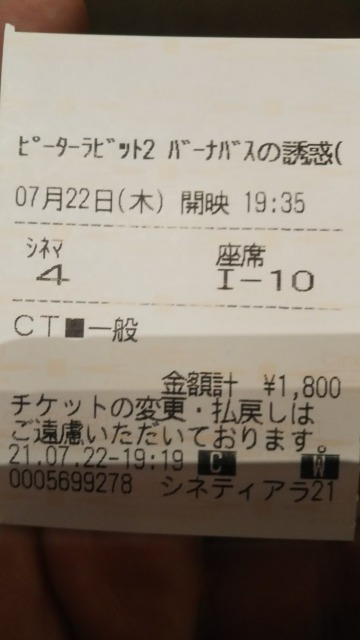 ﾋﾟｰﾀｰﾗﾋﾞｯﾄ2 ﾊﾞｰﾅﾊﾞｽの誘惑(
07月22日(木) 開映 19:35
ｼﾈﾏ 座席
4 I-10
CT■一般
金額計 ¥1,800
チケットの変更・払戻しは
ご遠慮いただいております。
21.07.22-19:19 C
0005699278 シネティアラ21